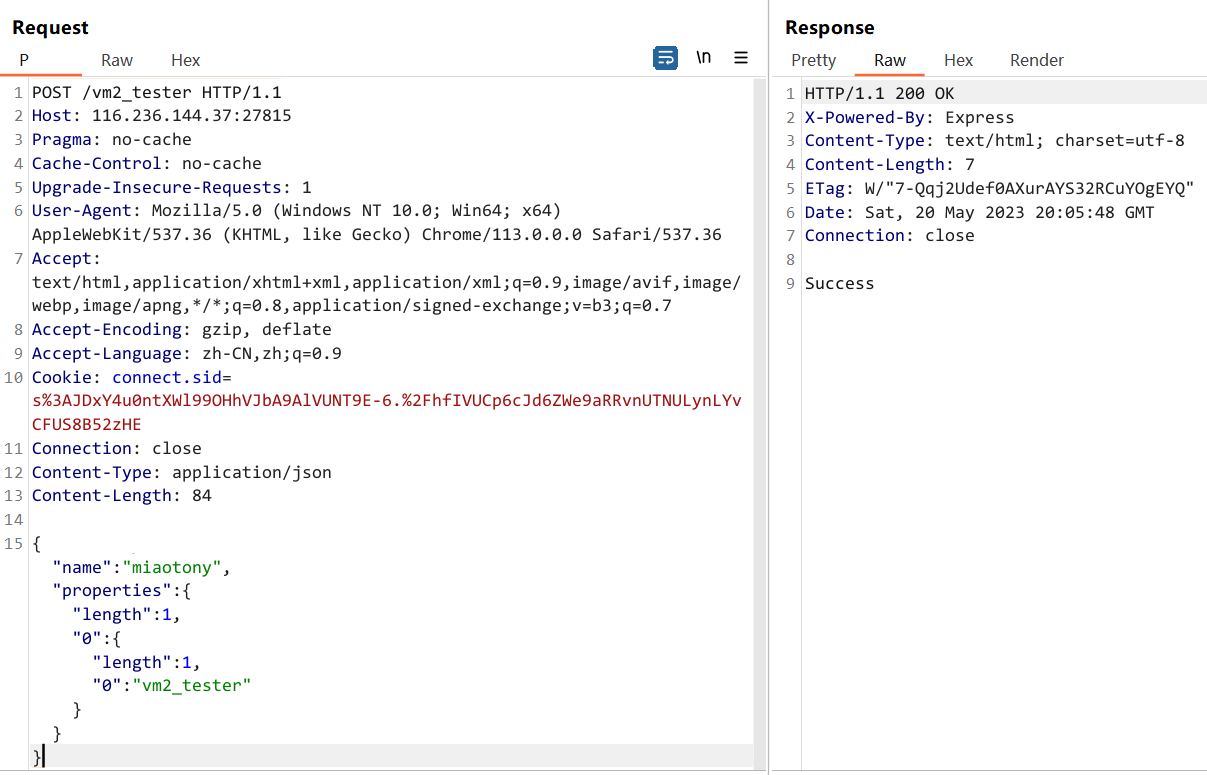 Request
P Raw Hex \n
1 POST /vm2_tester HTTP/1.1
2 Host: 116.236.144.37:27815
3 Pragma: no-cache
4 Cache-Control: no-cache
5 Upgrade-Insecure-Requests: 1
6 User-Agent: Mozilla/5.0 (Windows NT 10.0; Win64; x64)
AppleWebKit/537.36 (KHTML, like Gecko) Chrome/113.0.0.0 Safari/537.36
7 Accept:
text/html,application/xhtml+xml,application/xml;q=0.9,image/avif,image/
webp,image/apng,*/*;q=0.8,application/signed-exchange;v=b3;q=0.7
8 Accept-Encoding: gzip, deflate
9 Accept-Language: zh-CN,zh;q=0.9
10 Cookie: connect.sid=
s%3AJDxY4u0ntXWl99OHhVJbA9AlVUNT9E-6.%2FhfIVUCp6cJd6ZWe9aRRvnUTNULynLYv
CFUS8B52zHE
11 Connection: close
12 Content-Type: application/json
13 Content-Length: 84
14
15 {
"name":"miaotony",
"properties":{
"length":1,
"0":{
"length":1,
"0":"vm2_tester"
}
}
}
Response
Pretty Raw Hex Render
1 HTTP/1.1 200 OK
2 X-Powered-By: Express
3 Content-Type: text/html; charset=utf-8
4 Content-Length: 7
5 ETag: W/"7-Qqj2Udef0AXurAYS32RCuYOgEYQ"
6 Date: Sat, 20 May 2023 20:05:48 GMT
7 Connection: close
8
9 Success